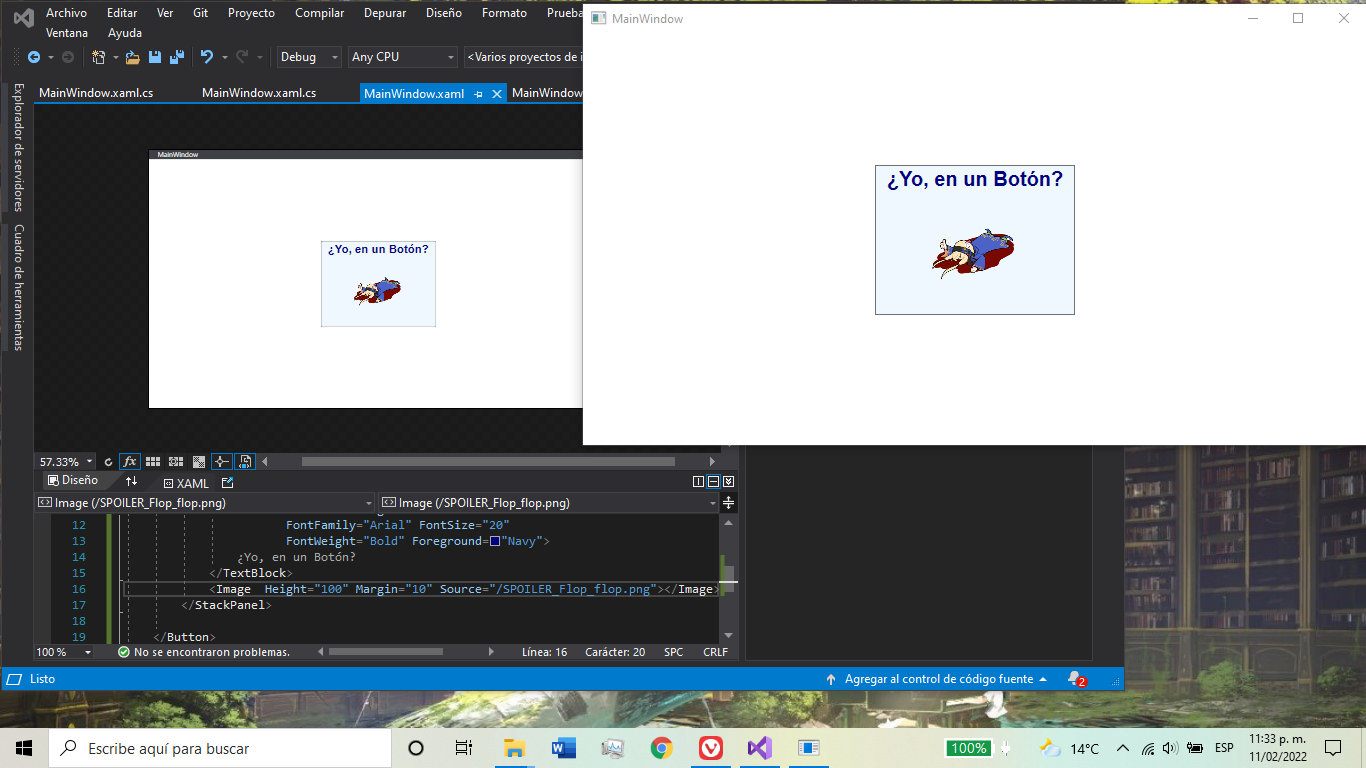 Archivo Editar Ver Git Proyecto Compilar Depurar Diseño Formato Prueba
Ventana Ayuda
MainWindow
Debug Any CPU <Varios proyectos de i
MainWindow.xaml.cs MainWindow.xaml.cs MainWindow.xaml MainWindow
Explorador de servidores
Cuadro de herramientas
MainWindow
¿Yo, en un Botón?
¿Yo, en un Botón?
57.33% fx
Diseño XAML
Image (/SPOILER_Flop_flop.png) Image (/SPOILER_Flop_flop.png)
12 FontFamily="Arial" FontSize="20"
13 FontWeight="Bold" Foreground="Navy">
14 ¿Yo, en un Botón?
15 </TextBlock>
16 <Image Height="100" Margin="10" Source="/SPOILER_Flop_flop.png"></Image>
17 </StackPanel>
18
19 </Button>
100 % No se encontraron problemas. Línea: 16 Carácter: 20 SPC CRLF
Listo Agregar al control de código fuente 2
Escribe aquí para buscar 100% 14°C ESP 11:33 p. m.
11/02/2022